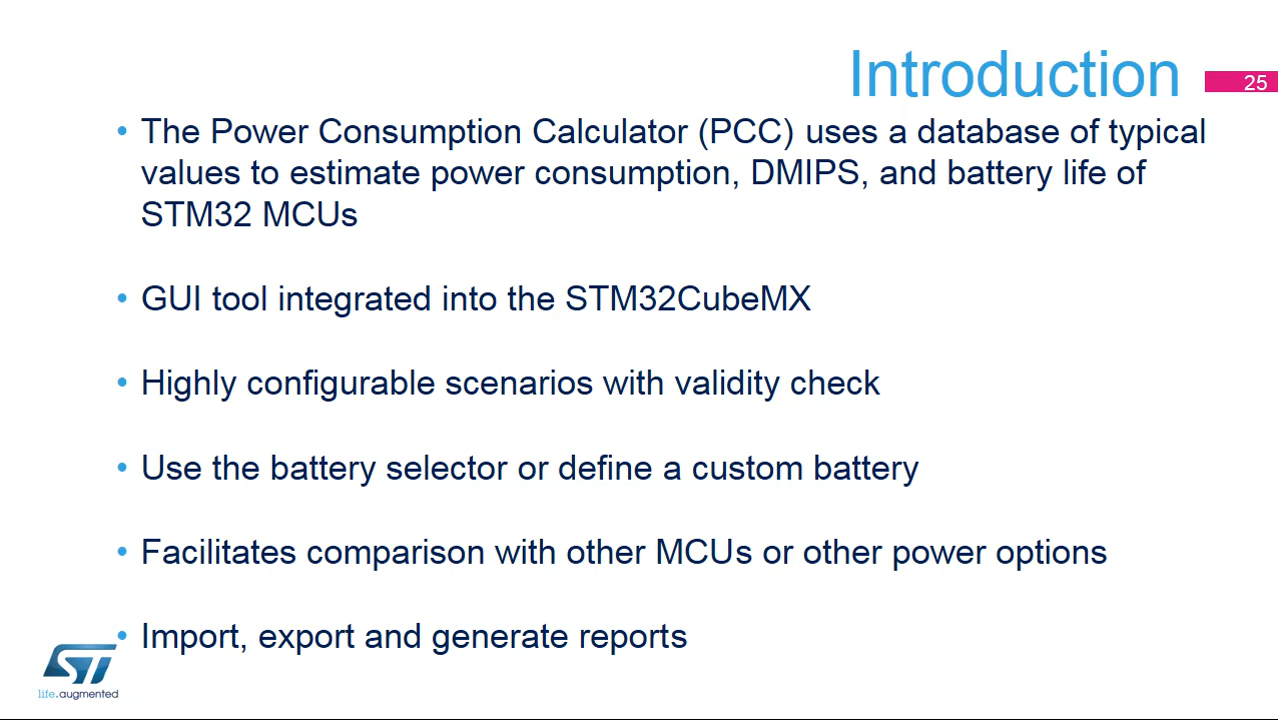 Introduction
25
• The Power Consumption Calculator (PCC) uses a database of typical
values to estimate power consumption, DMIPS, and battery life of
STM32 MCUs
• GUI tool integrated into the STM32CubeMX
• Highly configurable scenarios with validity check
• Use the battery selector or define a custom battery
• Facilitates comparison with other MCUs or other power options
• Import, export and generate reports
ST
life.augmented